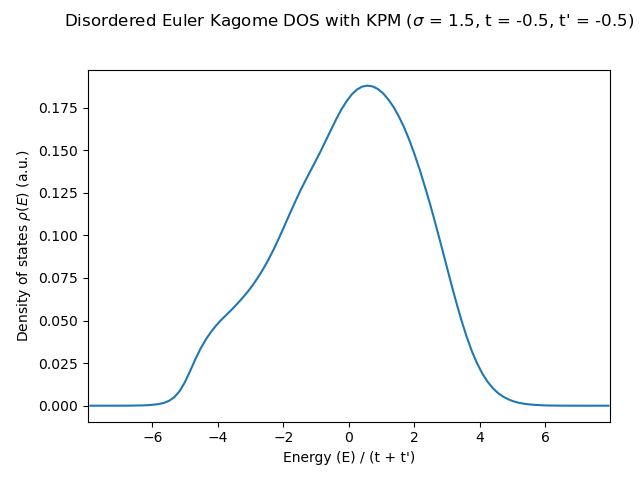 Disordered Euler Kagome DOS with KPM (σ = 1.5, t = -0.5, t' = -0.5)
Density of states ρ(E) (a.u.)
0.175
0.150
0.125
0.100
0.075
0.050
0.025
0.000
−6 −4 −2 0 2 4 6
Energy (E) / (t + t')